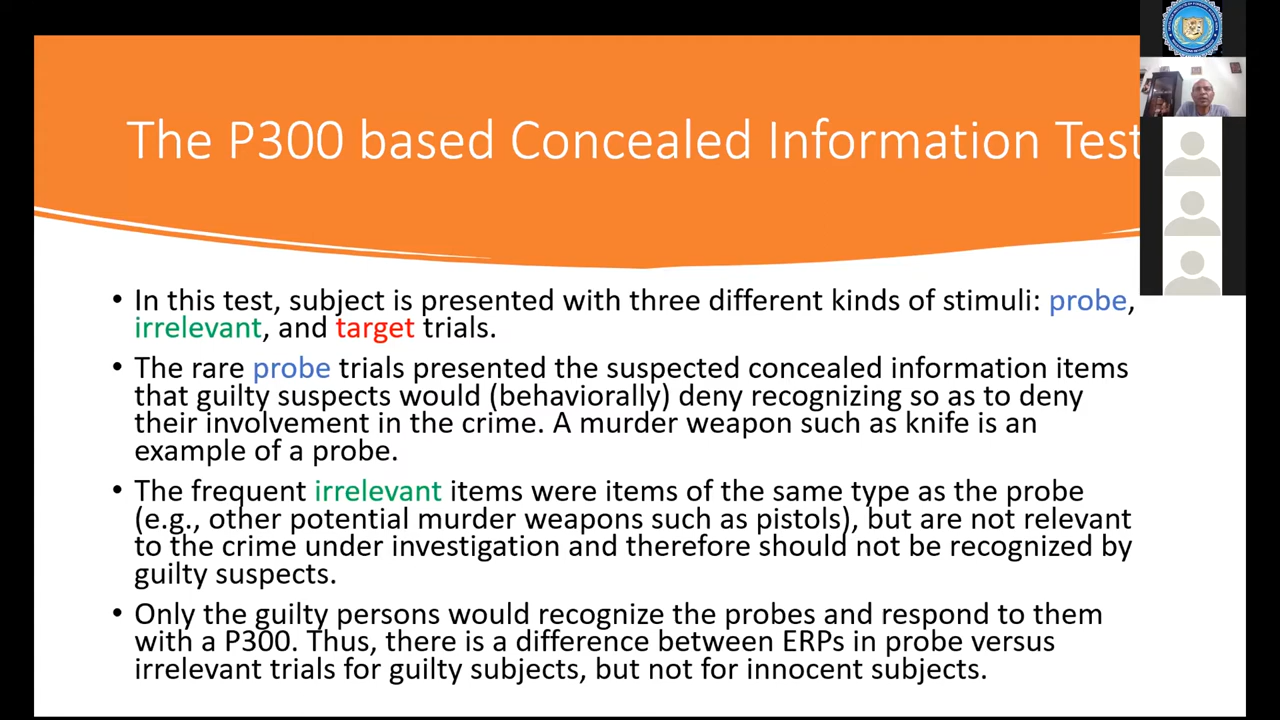 The P300 based Concealed Information Test
• In this test, subject is presented with three different kinds of stimuli: probe,
irrelevant, and target trials.
• The rare probe trials presented the suspected concealed information items
that guilty suspects would (behaviorally) deny recognizing so as to deny
their involvement in the crime. A murder weapon such as knife is an
example of a probe.
• The frequent irrelevant items were items of the same type as the probe
(e.g., other potential murder weapons such as pistols), but are not relevant
to the crime under investigation and therefore should not be recognized by
guilty suspects.
• Only the guilty persons would recognize the probes and respond to them
with a P300. Thus, there is a difference between ERPs in probe versus
irrelevant trials for guilty subjects, but not for innocent subjects.